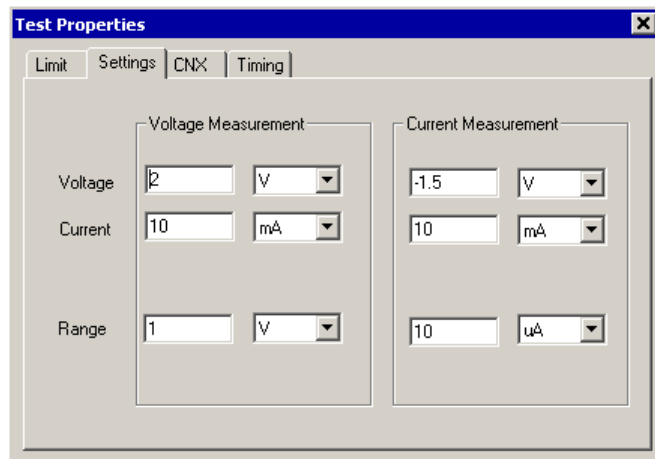 Test Properties
Limit Settings CNX Timing
Voltage Measurement Current Measurement
Voltage 2 V -1.5 V
Current 10 mA 10 mA
Range 1 V 10 uA